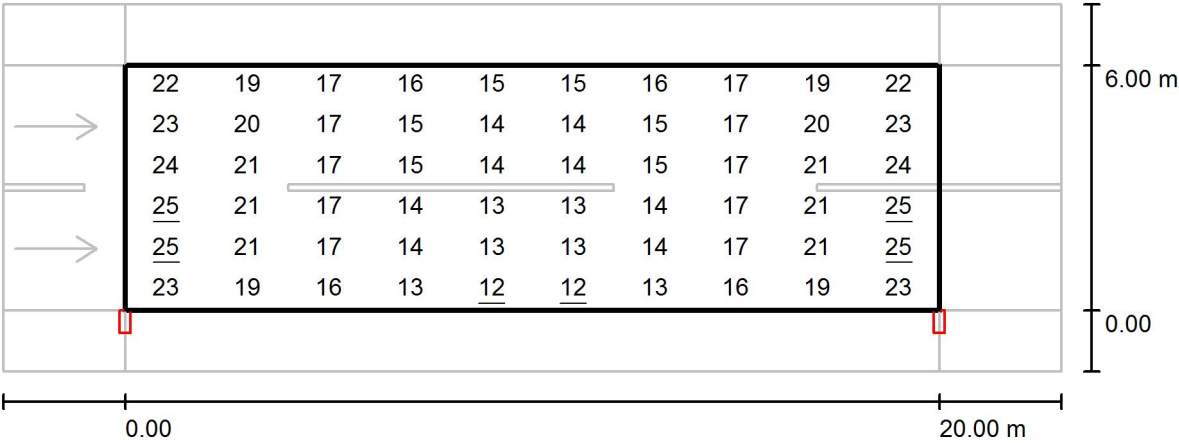 22 19 17 16 15 15 16 17 19 22
6.00 m
23 20 17 15 14 14 15 17 20 23
24 21 17 15 14 14 15 17 21 24
25 21 17 14 13 13 14 17 21 25
25 21 17 14 13 13 14 17 21 25
23 19 16 13 12 12 13 16 19 23
0.00
0.00 20.00 m